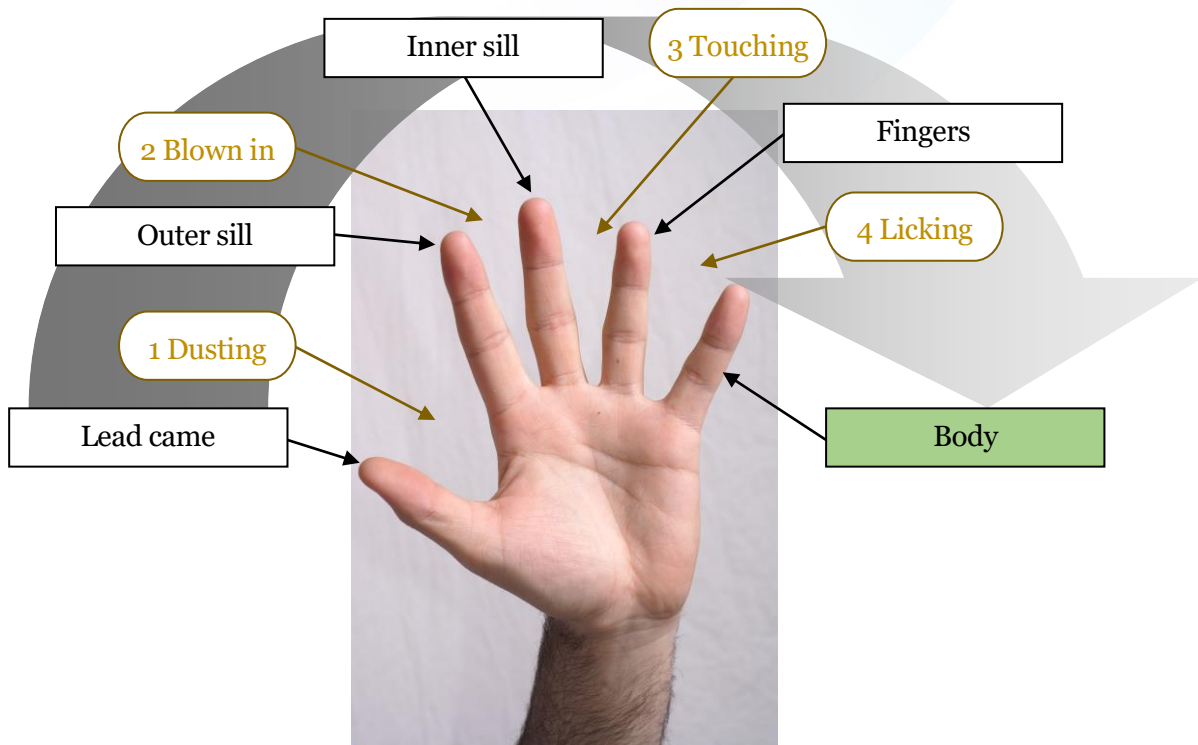 Inner sill
3 Touching
Fingers
2 Blown in
Outer sill
4 Licking
1 Dusting
Lead came
Body